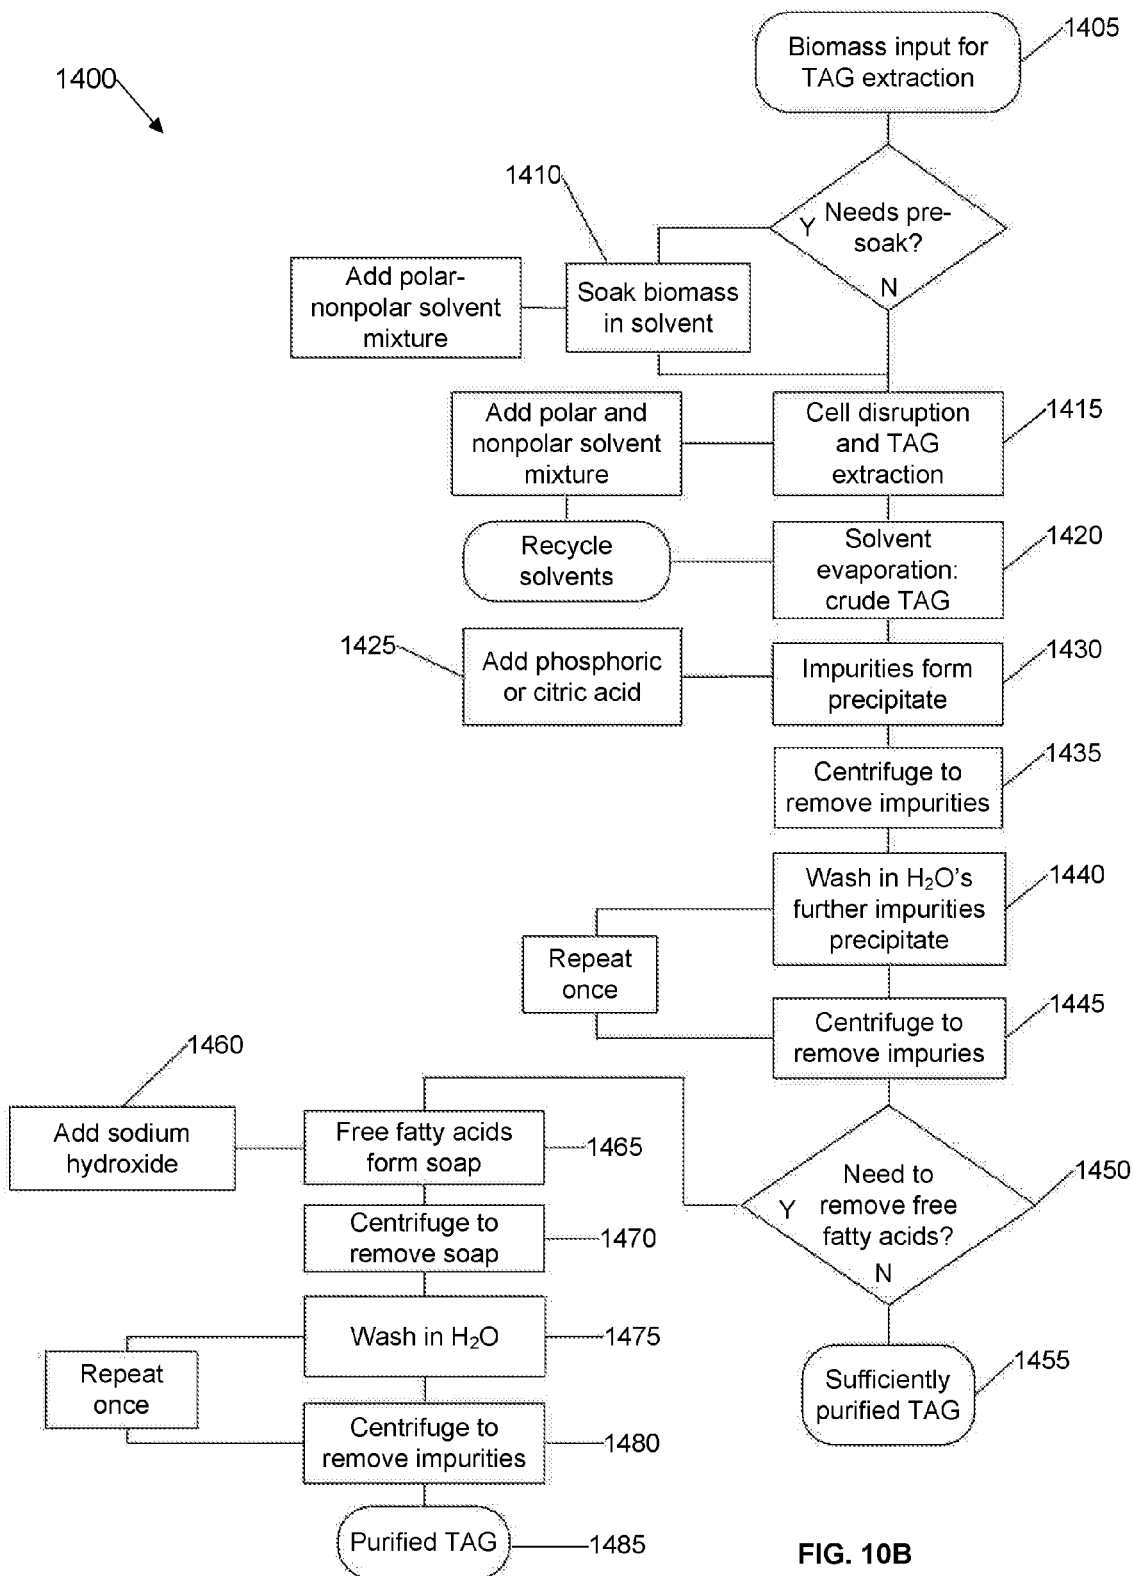 1405
Biomass input for
TAG extraction
1400
1410
Needs pre-
soak?
Y
N
Add polar-
nonpolar solvent
mixture
Soak biomass
in solvent
Add polar and
nonpolar solvent
mixture
Cell disruption
and TAG
extraction
1415
Recycle
solvents
Solvent
evaporation:
crude TAG
1420
1425
Add phosphoric
or citric acid
Impurities form
precipitate
1430
Centrifuge to
remove impurities
1435
Wash in H₂O's
further impurities
precipitate
1440
Repeat
once
Centrifuge to
remove impuries
1445
1460
Add sodium
hydroxide
Free fatty acids
form soap
1465
Need to
remove free
fatty acids?
Y
N
1450
Centrifuge to
remove soap
1470
Wash in H₂O
1475
Repeat
once
Centrifuge to
remove impurities
1480
Sufficiently
purified TAG
1455
Purified TAG
1485
FIG. 10B